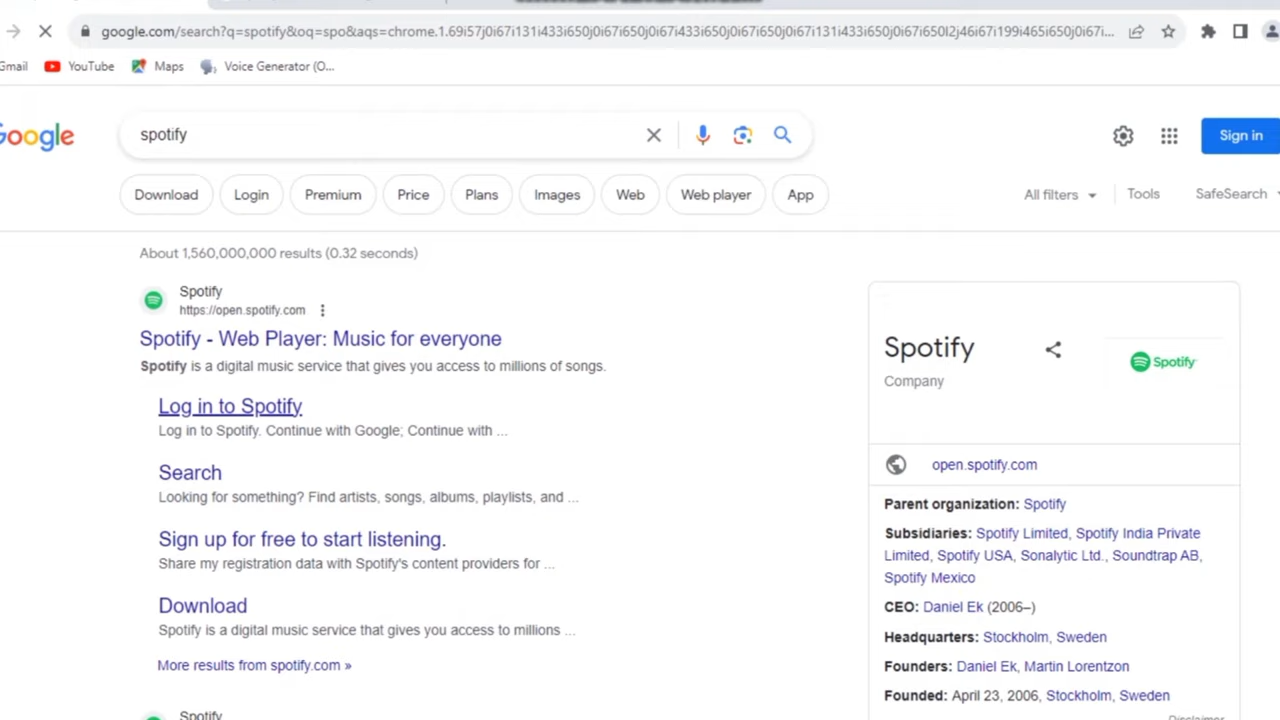 google.com/search?q=spotify&oq=spo&aqs=chrome.1.69i57j0i67i131i433i650j0i67i650j0i67i433i650j0i67i650j0i67i131i433i650j0i67i650l2j46i67i199i465i650j0i67i...
Gmail
YouTube
Maps
Voice Generator (O...
Google
spotify
Sign in
Download
Login
Premium
Price
Plans
Images
Web
Web player
App
All filters
Tools
SafeSearch
About 1,560,000,000 results (0.32 seconds)
Spotify
https://open.spotify.com
Spotify - Web Player: Music for everyone
Spotify is a digital music service that gives you access to millions of songs.
Log in to Spotify
Log in to Spotify. Continue with Google; Continue with ...
Search
Looking for something? Find artists, songs, albums, playlists, and ...
Sign up for free to start listening.
Share my registration data with Spotify's content providers for ...
Download
Spotify is a digital music service that gives you access to millions ...
More results from spotify.com »
Spotify
Spotify
Company
Spotify
open.spotify.com
Parent organization: Spotify
Subsidiaries: Spotify Limited, Spotify India Private
Limited, Spotify USA, Sonalytic Ltd., Soundtrap AB,
Spotify Mexico
CEO: Daniel Ek (2006–)
Headquarters: Stockholm, Sweden
Founders: Daniel Ek, Martin Lorentzon
Founded: April 23, 2006, Stockholm, Sweden
Disclaimer